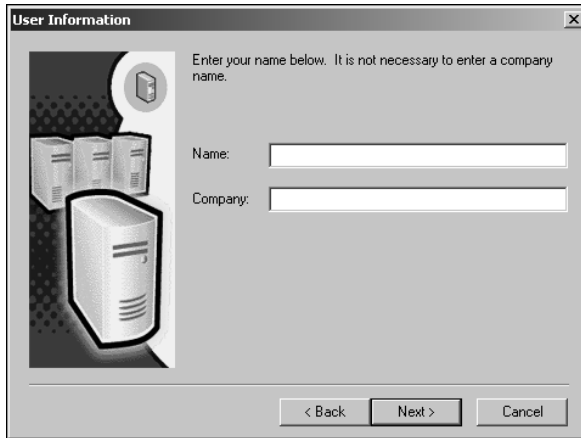 User Information
Enter your name below.  It is not necessary to enter a company
name.
Name:
Company:
< Back
Next >
Cancel